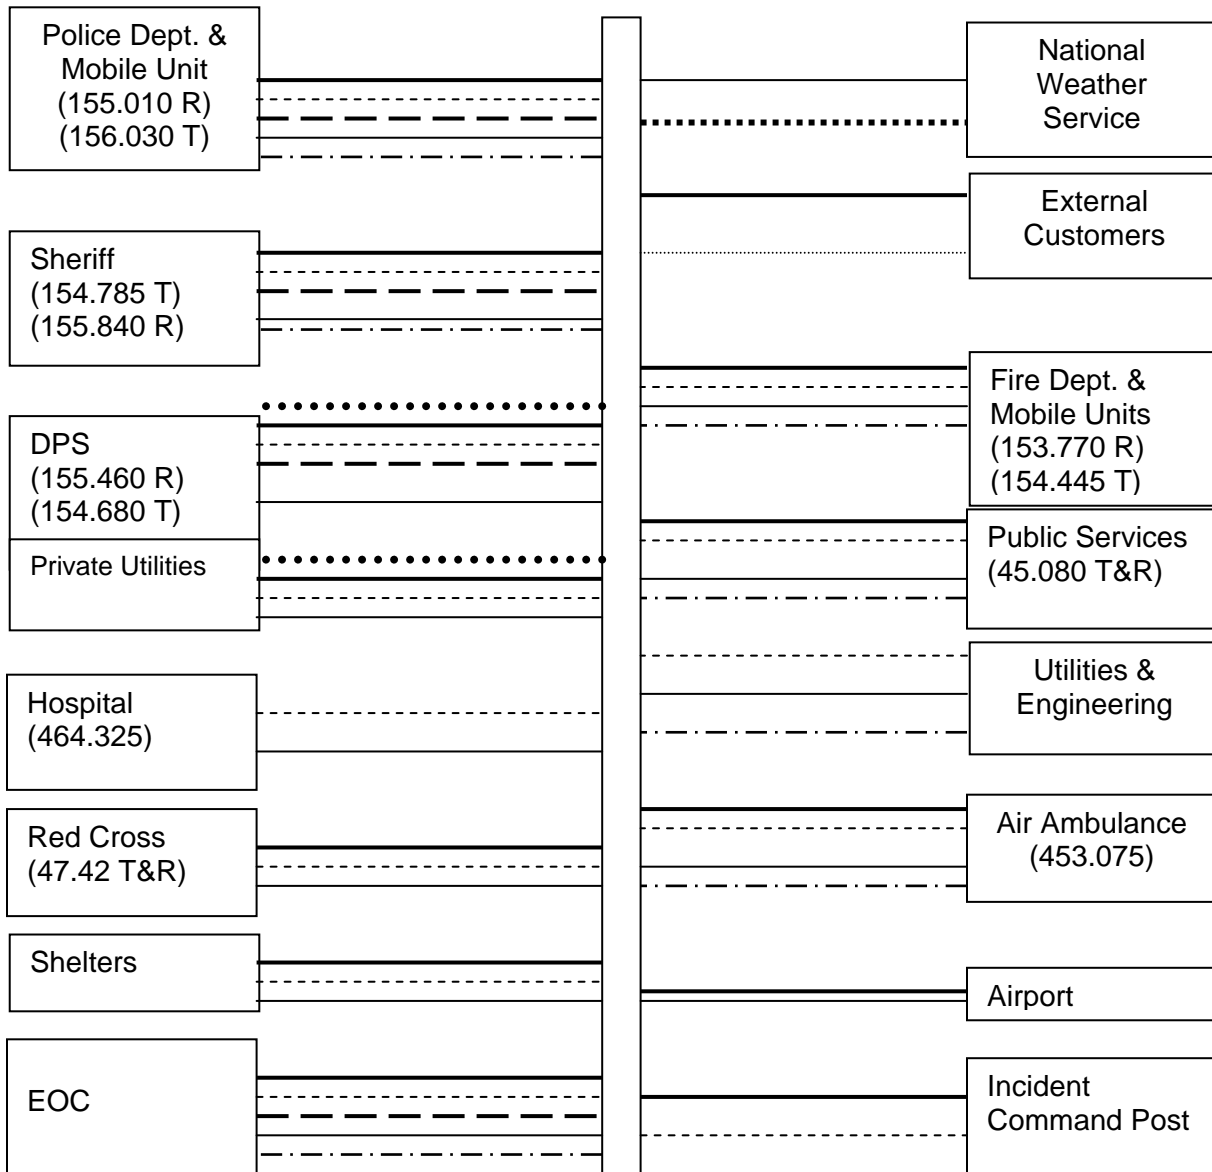 Police Dept. &
Mobile Unit
(155.010 R)
(156.030 T)
Sheriff
(154.785 T)
(155.840 R)
DPS
(155.460 R)
(154.680 T)
Private Utilities
Hospital
(464.325)
Red Cross
(47.42 T&R)
Shelters
EOC
National
Weather
Service
External
Customers
Fire Dept. &
Mobile Units
(153.770 R)
(154.445 T)
Public Services
(45.080 T&R)
Utilities &
Engineering
Air Ambulance
(453.075)
Airport
Incident
Command Post